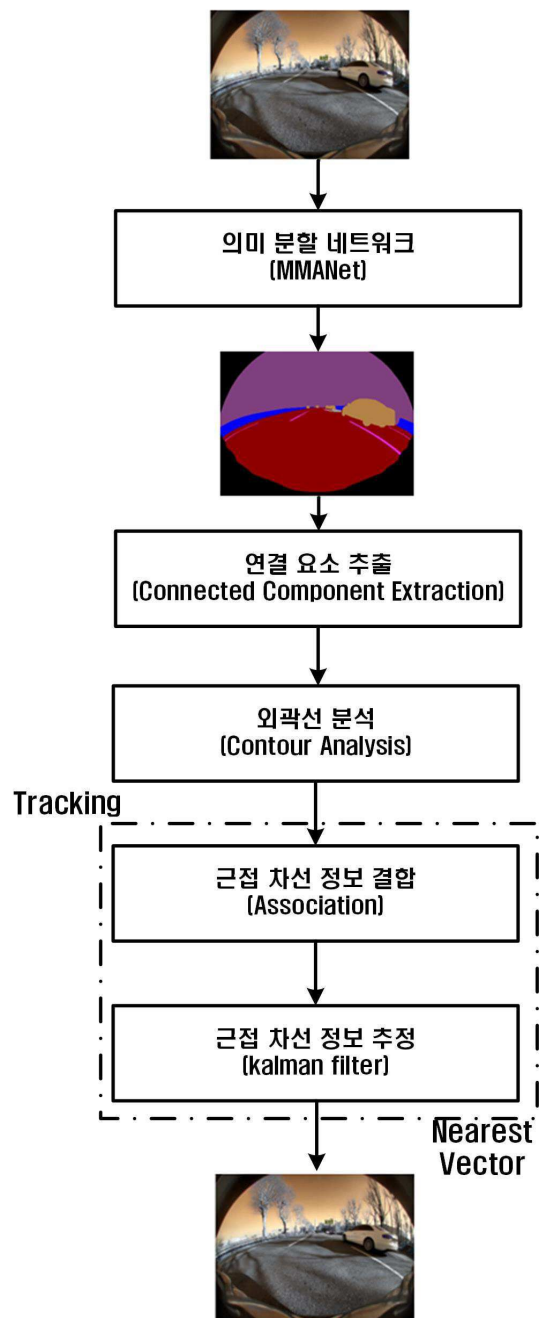 의미 분할 네트워크
(MMANet)
연결 요소 추출
(Connected Component Extraction)
외곽선 분석
(Contour Analysis)
Tracking
근접 차선 정보 결합
(Association)
근접 차선 정보 추정
(kalman filter)
Nearest
Vector